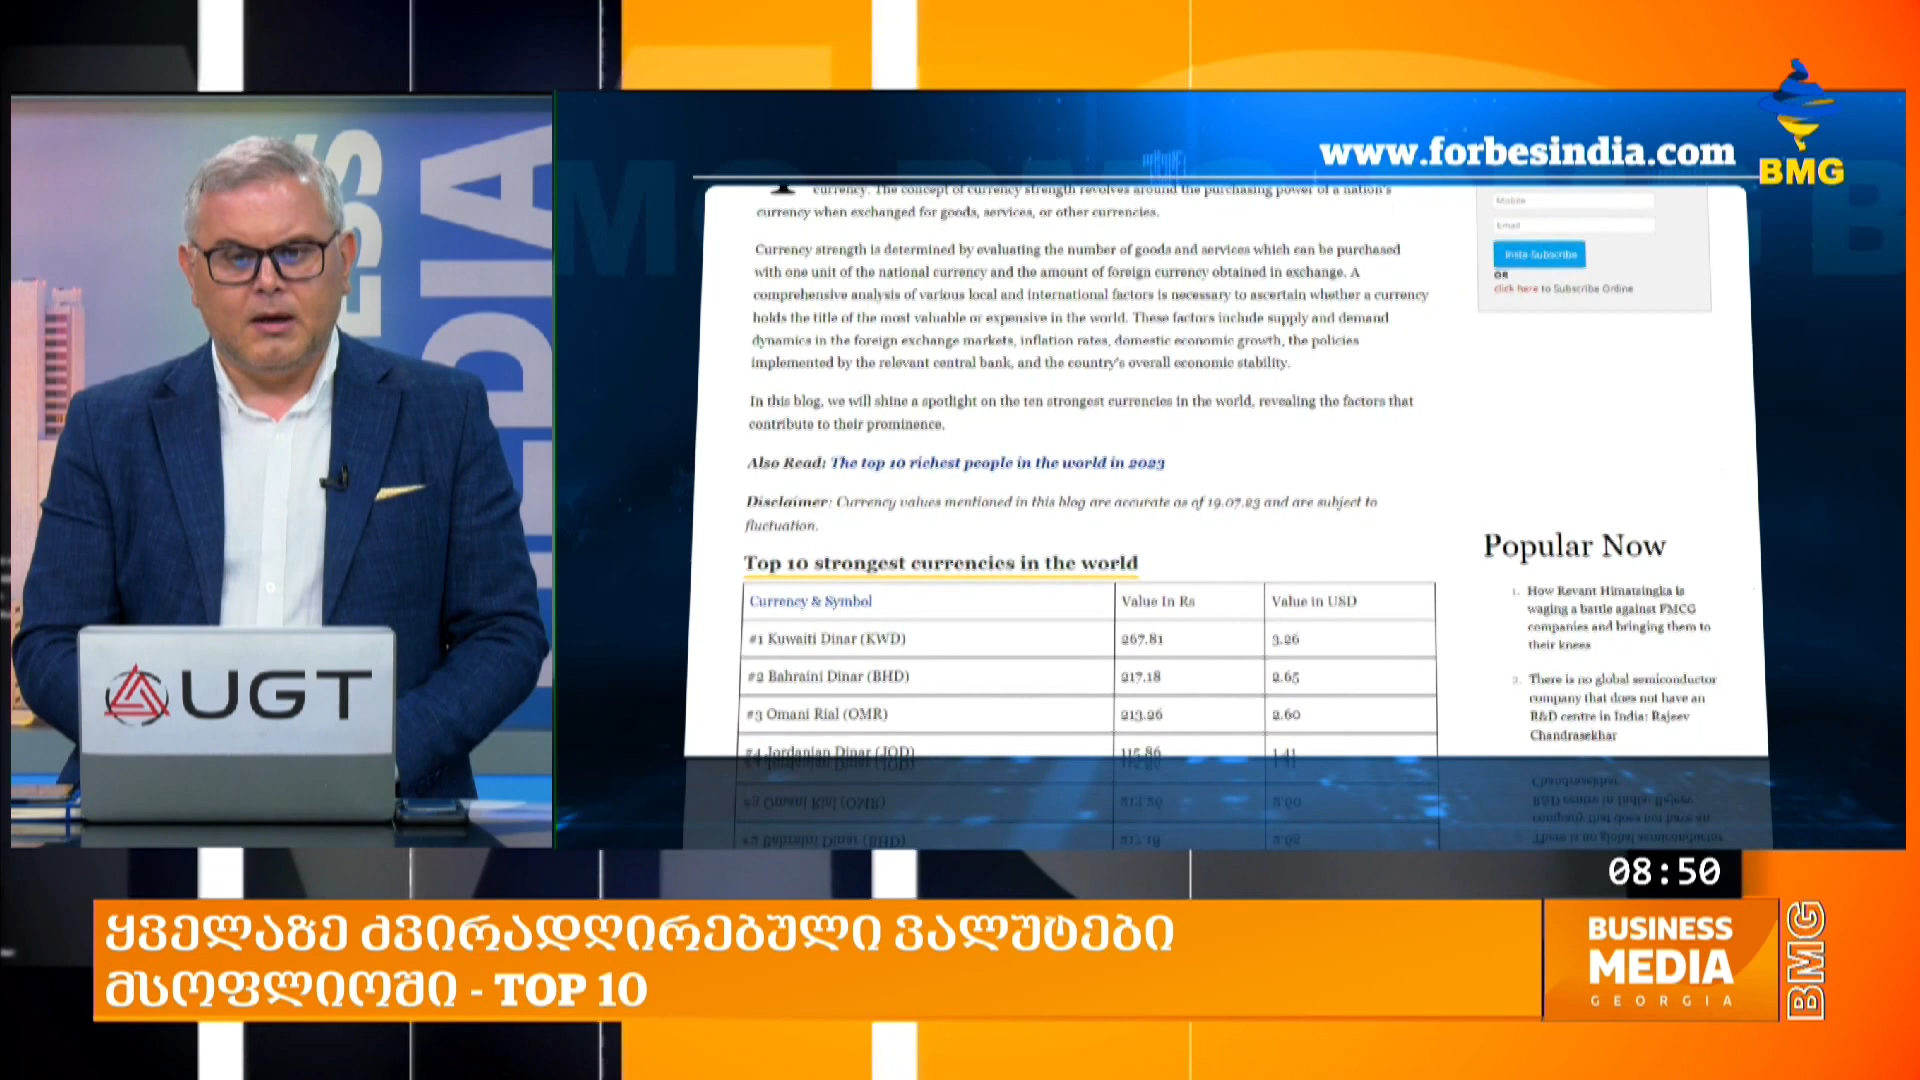 www.forbesindia.com
BMG
currency. The concept of currency strength revolves around the purchasing power of a nation's
currency when exchanged for goods, services, or other currencies.
Currency strength is determined by evaluating the number of goods and services which can be purchased
with one unit of the national currency and the amount of foreign currency obtained in exchange. A
comprehensive analysis of various local and international factors is necessary to ascertain whether a currency
holds the title of the most valuable or expensive in the world. These factors include supply and demand
dynamics in the foreign exchange markets, inflation rates, domestic economic growth, the policies
implemented by the relevant central bank, and the country's overall economic stability.
In this blog, we will shine a spotlight on the ten strongest currencies in the world, revealing the factors that
contribute to their prominence.
Also Read: The top 10 richest people in the world in 2023
Disclaimer: Currency values mentioned in this blog are accurate as of 19.07.23 and are subject to
fluctuation.
Top 10 strongest currencies in the world
Currency & Symbol Value In Rs Value in USD
#1 Kuwaiti Dinar (KWD) 267.81 3.26
#2 Bahraini Dinar (BHD) 217.18 2.65
#3 Omani Rial (OMR) 213.26 2.60
#4 Jordanian Dinar (JOD) 115.86 1.41
Mobile
Email
Insta-Subscribe
OR
click here to Subscribe Online
Popular Now
1. How Revant Himatsingka is
waging a battle against FMCG
companies and bringing them to
their knees
2. There is no global semiconductor
company that does not have an
R&D centre in India: Rajeev
Chandrasekhar
ESS
MEDIA
UGT
08:50
ყველაზე ძვირადღირებული ვალუტები
მსოფლიოში - TOP 10
BUSINESS
MEDIA
GEORGIA
BMG